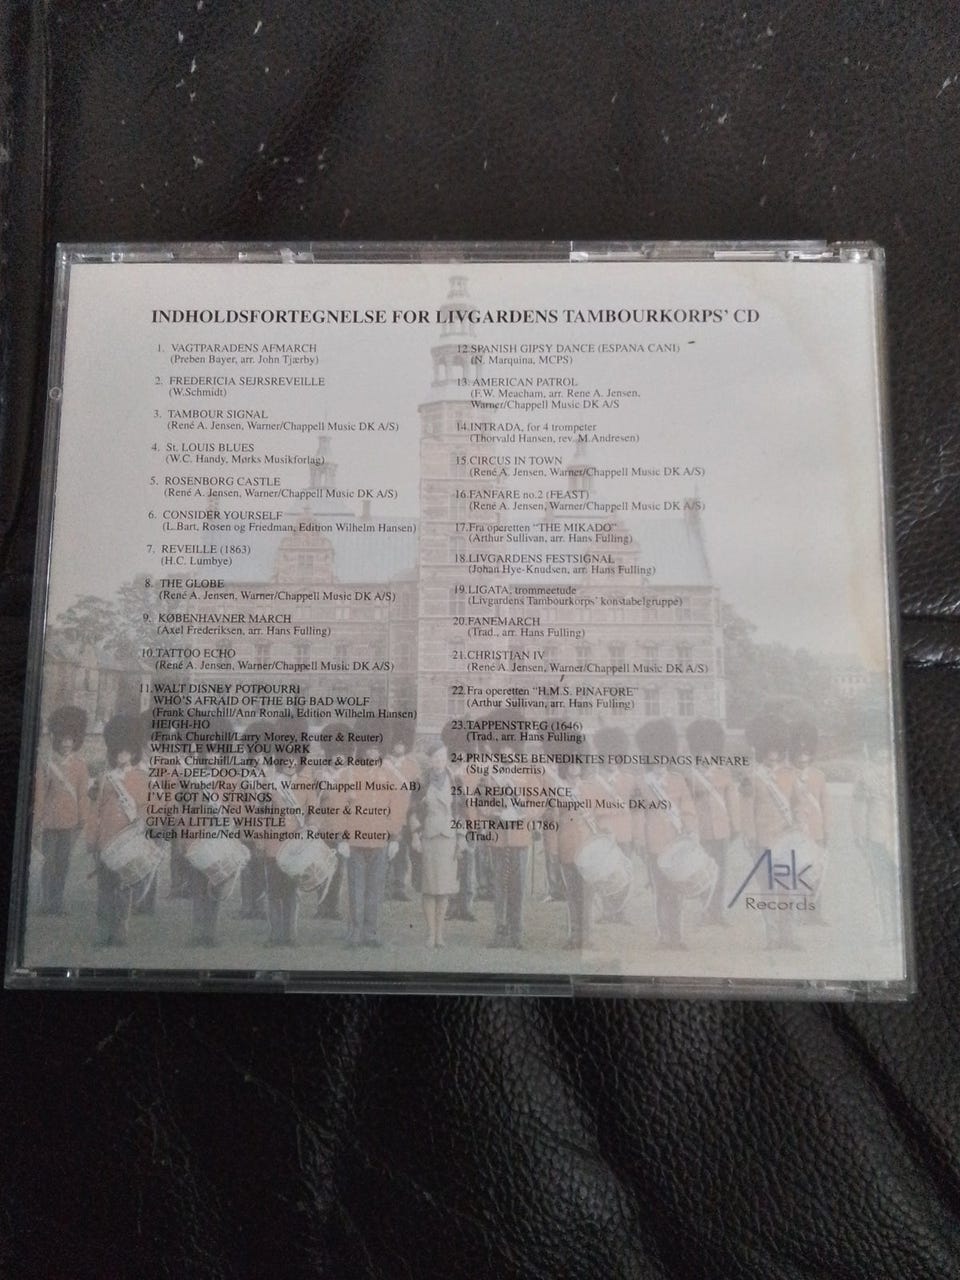 INDHOLDSFORTEGNELSE FOR LIVGARDENS TAMBOURKORPS' CD
1. VAGTPARADENS AFMARCH
(Preben Bayer, arr. John Tjærby)
2. FREDERICIA SEJRSREVEILLE
(W.Schmidt)
3. TAMBOUR SIGNAL
(René A. Jensen, Warner/Chappell Music DK A/S)
4. St. LOUIS BLUES
(W.C. Handy, Mørks Musikforlag)
5. ROSENBORG CASTLE
(René A. Jensen, Warner/Chappell Music DK A/S)
6. CONSIDER YOURSELF
(L.Bart, Rosen og Friedman, Edition Wilhelm Hansen)
7. REVEILLE (1863)
(H.C. Lumbye)
8. THE GLOBE
(René A. Jensen, Warner/Chappell Music DK A/S)
9. KØBENHAVNER MARCH
(Axel Frederiksen, arr. Hans Fulling)
10. TATTOO ECHO
(René A. Jensen, Warner/Chappell Music DK A/S)
11. WALT DISNEY POTPOURRI
WHO'S AFRAID OF THE BIG BAD WOLF
(Frank Churchill/Ann Ronall, Edition Wilhelm Hansen)
HEIGH-HO
(Frank Churchill/Larry Morey, Reuter & Reuter)
WHISTLE WHILE YOU WORK
(Frank Churchill/Larry Morey, Reuter & Reuter)
ZIP-A-DEE-DOO-DAA
(Allie Wrubel/Ray Gilbert, Warner/Chappell Music. AB)
I'VE GOT NO STRINGS
(Leigh Harline/Ned Washington, Reuter & Reuter)
GIVE A LITTLE WHISTLE
(Leigh Harline/Ned Washington, Reuter & Reuter)
12. SPANISH GIPSY DANCE (ESPANA CANI)
(N. Marquina, MCPS)
13. AMERICAN PATROL
(F.W. Meacham, arr. Rene A. Jensen,
Warner/Chappell Music DK A/S
14. INTRADA, for 4 trompeter
(Thorvald Hansen, rev. M.Andresen)
15. CIRCUS IN TOWN
(René A. Jensen, Warner/Chappell Music DK A/S)
16. FANFARE no.2 (FEAST)
(René A. Jensen, Warner/Chappell Music DK A/S)
17. Fra operetten "THE MIKADO"
(Arthur Sullivan, arr. Hans Fulling)
18. LIVGARDENS FESTSIGNAL
(Johan Hye-Knudsen, arr. Hans Fulling)
19. LIGATA, trommeetude
(Livgardens Tambourkorps' konstabelgruppe)
20. FANEMARCH
(Trad., arr. Hans Fulling)
21. CHRISTIAN IV
(René A. Jensen, Warner/Chappell Music DK A/S)
22. Fra operetten "H.M.S. PINAFORE"
(Arthur Sullivan, arr. Hans Fulling)
23. TAPPENSTREG (1646)
(Trad., arr. Hans Fulling)
24. PRINSESSE BENEDIKTES FØDSELSDAGS FANFARE
(Stig Sønderriis)
25. LA REJOUISSANCE
(Handel, Warner/Chappell Music DK A/S)
26. RETRAITE (1786)
(Trad.)
Ark
Records